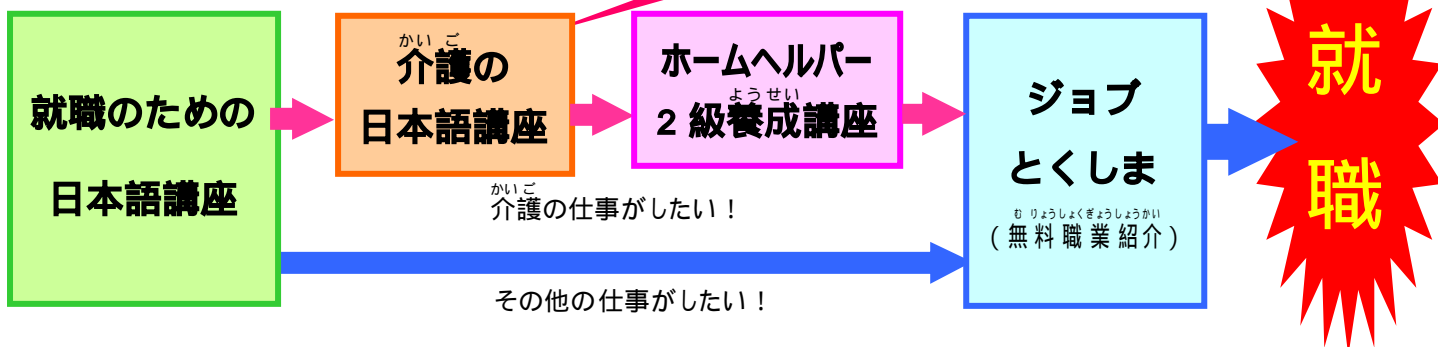 就職のための
日本語講座
かいご
介護の
日本語講座
ホームヘルパー
ようせい
2級養成講座
ジョブ
とくしま
むりょうしょくぎょうしょうかい
(無料職業紹介)
就
職
かいご
介護の仕事がしたい！
その他の仕事がしたい！